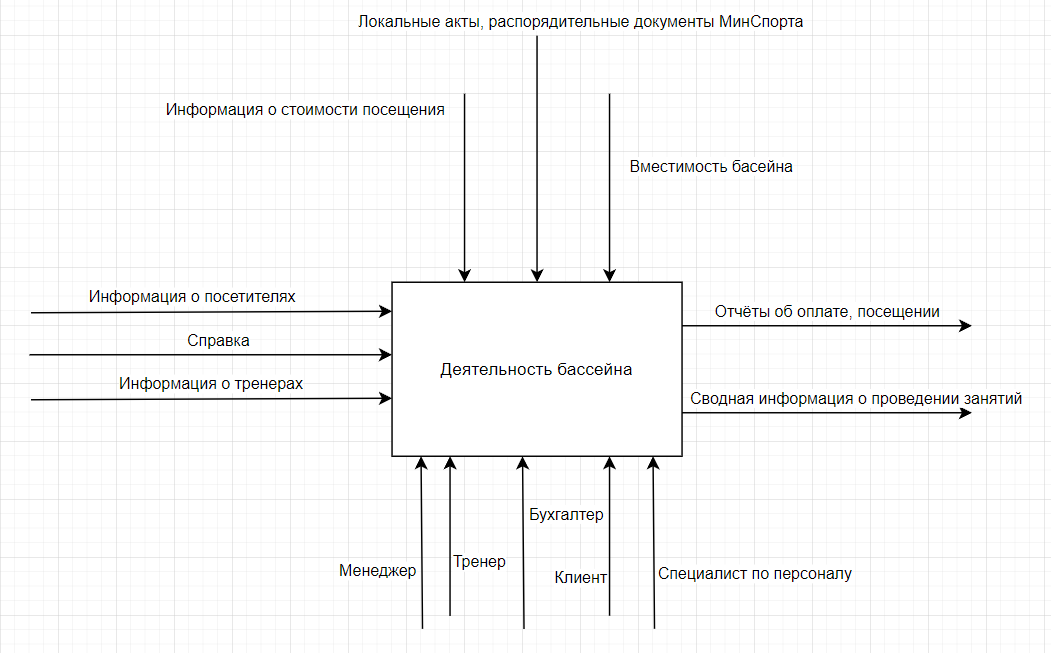 Локальные акты, распорядительные документы МинСпорта
Информация о стоимости посещения
Вместимость басейна
Информация о посетителях
Справка
Информация о тренерах
Деятельность бассейна
Отчёты об оплате, посещении
Сводная информация о проведении занятий
Менеджер
Тренер
Бухгалтер
Клиент
Специалист по персоналу